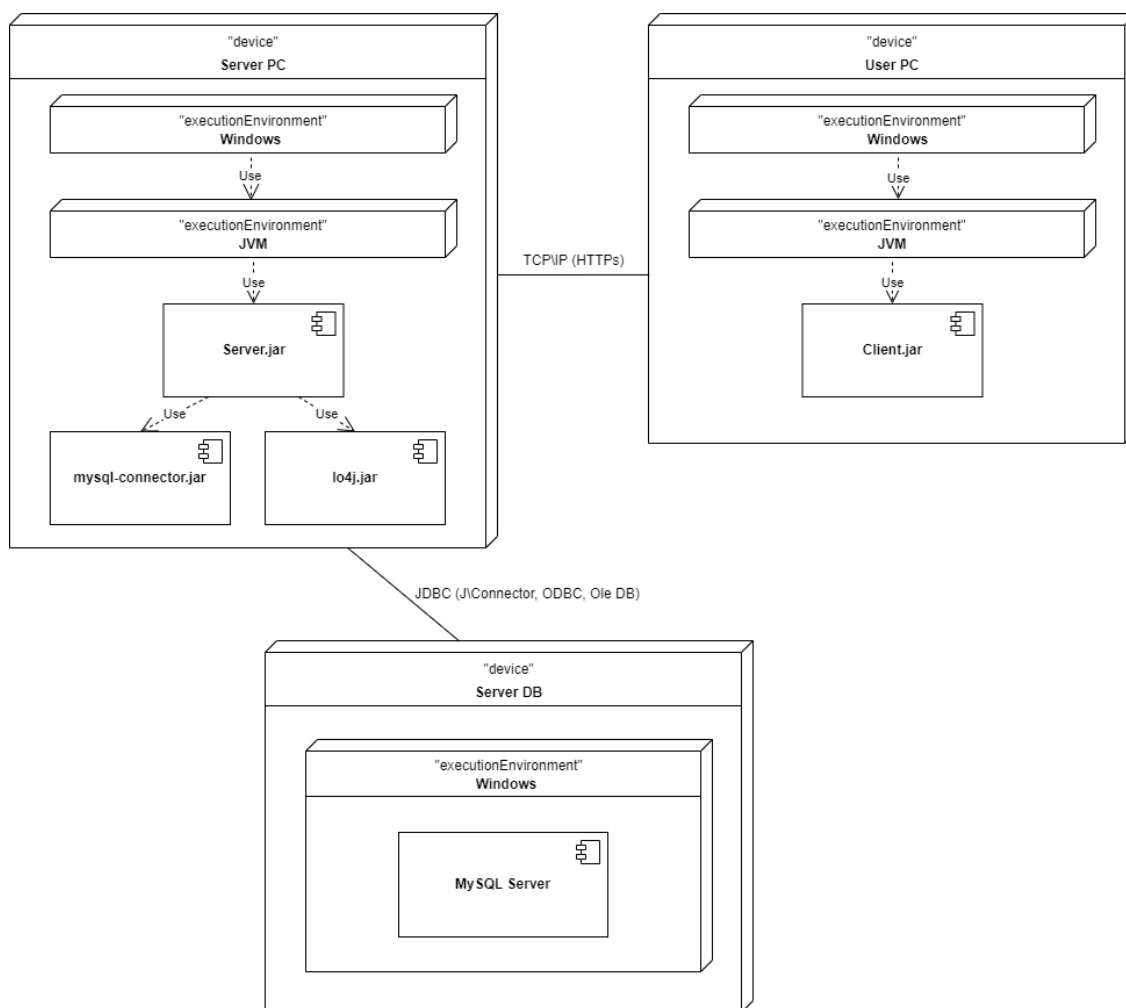 "device"
Server PC
"executionEnvironment"
Windows
Use
"executionEnvironment"
JVM
Use
Server.jar
Use
Use
mysql-connector.jar
lo4j.jar
TCP\IP (HTTPs)
"device"
User PC
"executionEnvironment"
Windows
Use
"executionEnvironment"
JVM
Use
Client.jar
JDBC (J\Connector, ODBC, Ole DB)
"device"
Server DB
"executionEnvironment"
Windows
MySQL Server